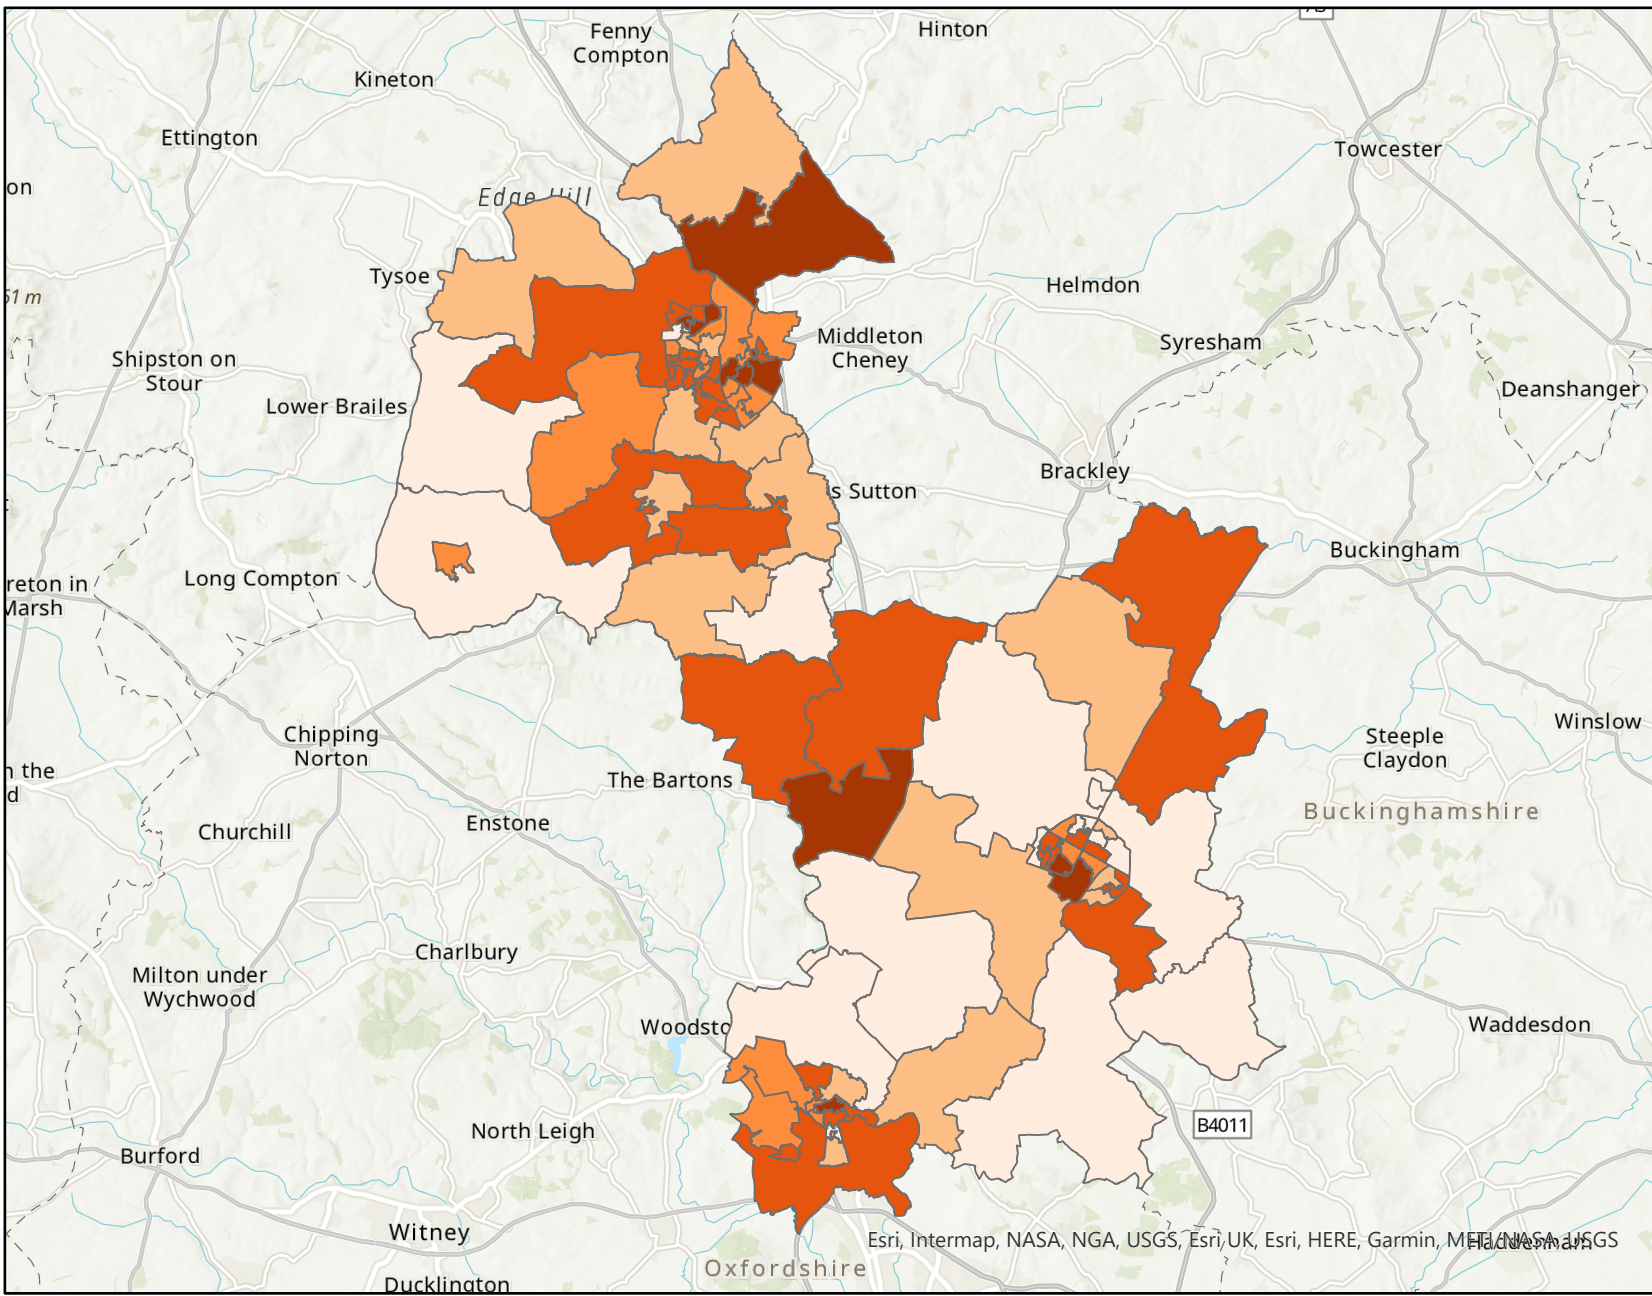 A5
Fenny
Compton
Hinton
Kineton
Ettington
Towcester
on
Edge Hill
Tysoe
Helmdon
51 m
Middleton
Cheney
Syresham
Shipston on
Stour
Deanshanger
Lower Brailes
Brackley
s Sutton
Buckingham
Long Compton
reton in
Marsh
Winslow
Steeple
Claydon
Chipping
Norton
n the
d
The Bartons
Buckinghamshire
Enstone
Churchill
Charlbury
Milton under
Wychwood
Woodsto
Waddesdon
B4011
North Leigh
Burford
Witney
Esri, Intermap, NASA, NGA, USGS, Esri UK, Esri, HERE, Garmin, METI/NASA, USGS
Haddenham
Oxfordshire
Ducklington